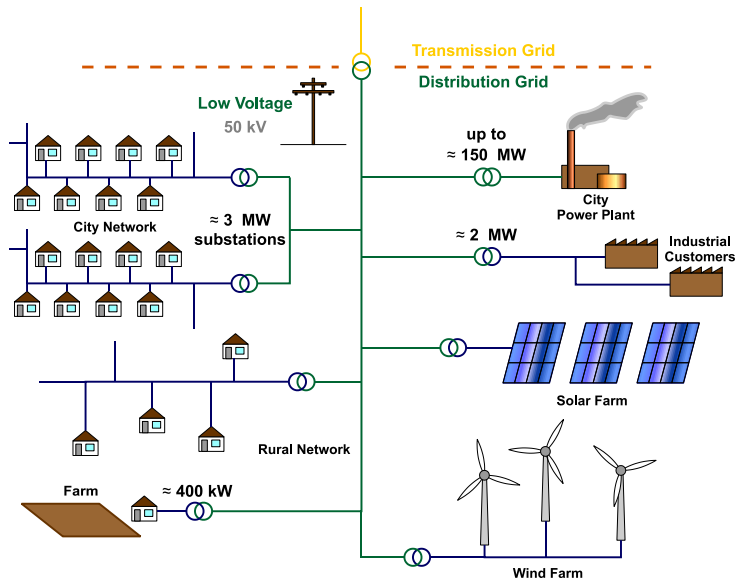 Transmission Grid
Distribution Grid
Low Voltage
50 kV
up to
≈ 150 MW
City
Power Plant
City Network
≈ 3 MW
substations
≈ 2 MW
Industrial
Customers
Solar Farm
Rural Network
Farm
≈ 400 kW
Wind Farm